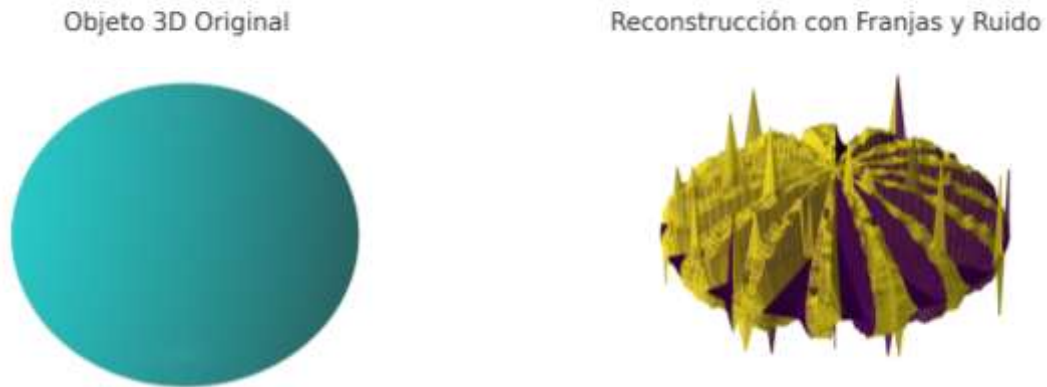 Objeto 3D Original
Reconstrucción con Franjas y Ruido